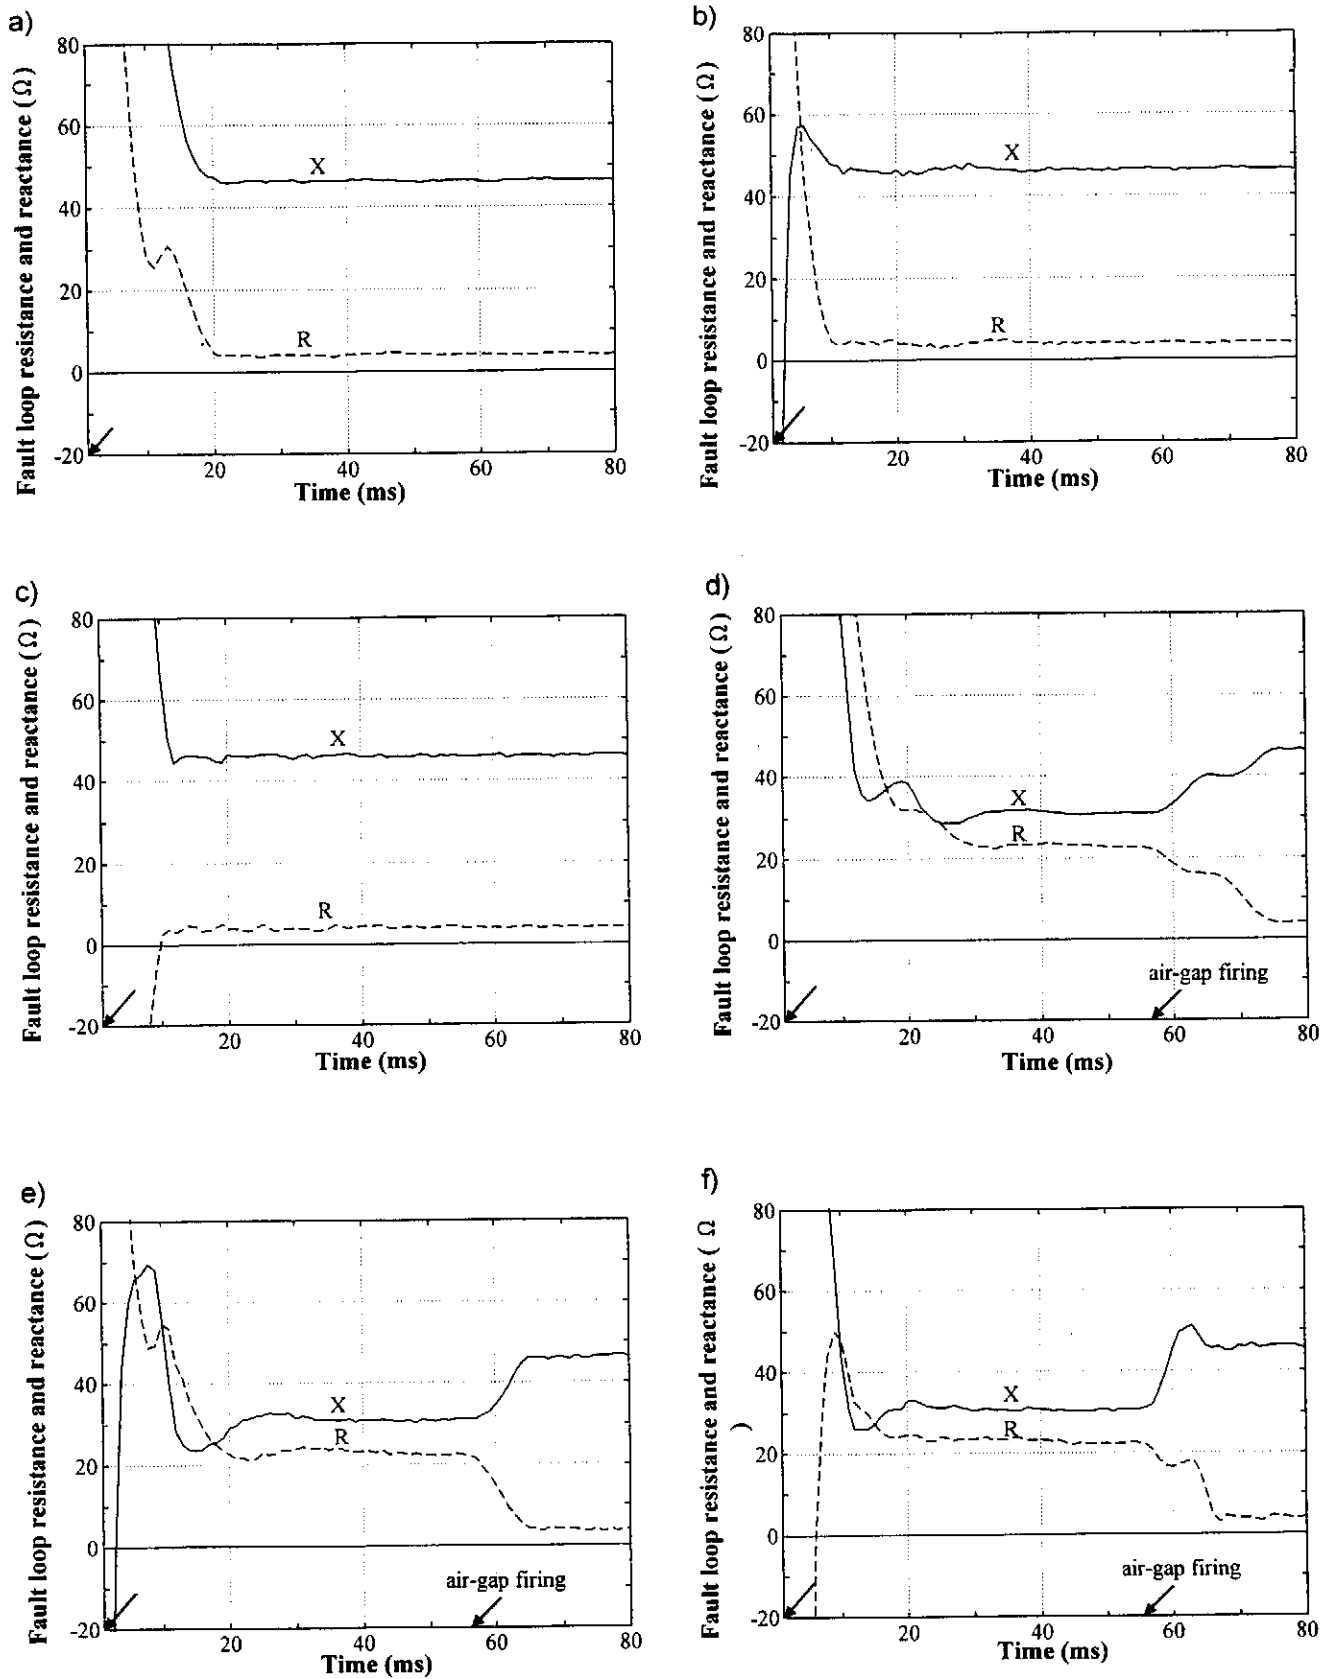 a)
Fault loop resistance and reactance (Ω)
80
60
40
20
0
-20
X
R
20
40
60
80
Time (ms)
b)
Fault loop resistance and reactance (Ω)
80
60
40
20
0
-20
X
R
20
40
60
80
Time (ms)
c)
Fault loop resistance and reactance (Ω)
80
60
40
20
0
-20
X
R
20
40
60
80
Time (ms)
d)
Fault loop resistance and reactance (Ω)
80
60
40
20
0
-20
X
R
air-gap firing
20
40
60
80
Time (ms)
e)
Fault loop resistance and reactance (Ω)
80
60
40
20
0
-20
X
R
air-gap firing
20
40
60
80
Time (ms)
f)
Fault loop resistance and reactance ( Ω
)
80
60
40
20
0
-20
X
R
air-gap firing
20
40
60
80
Time (ms)